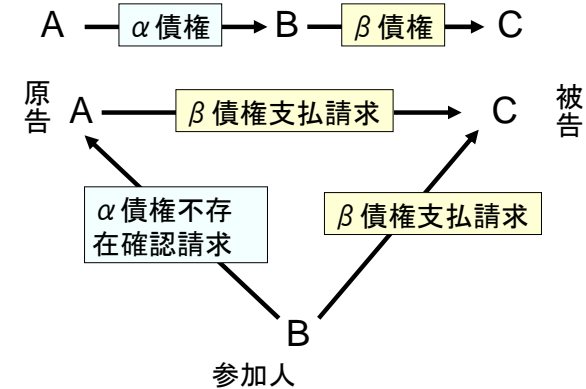 A α債権 B β債権 C
原告 A β債権支払請求 C 被告
α債権不存
在確認請求
β債権支払請求
B
参加人